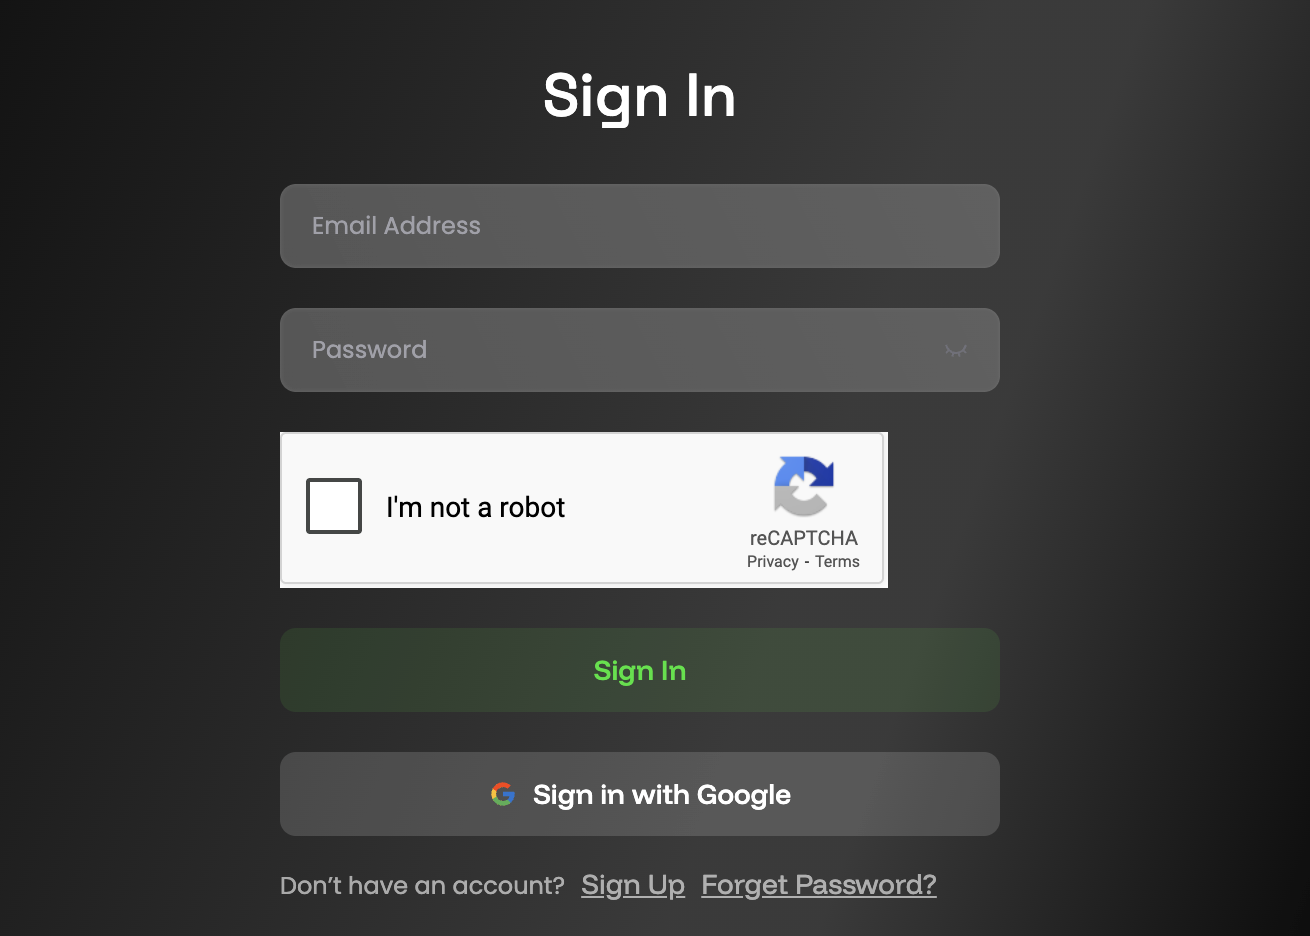 Sign In
Email Address
Password
I'm not a robot
reCAPTCHA
Privacy - Terms
Sign In
Sign in with Google
Don’t have an account? Sign Up Forget Password?